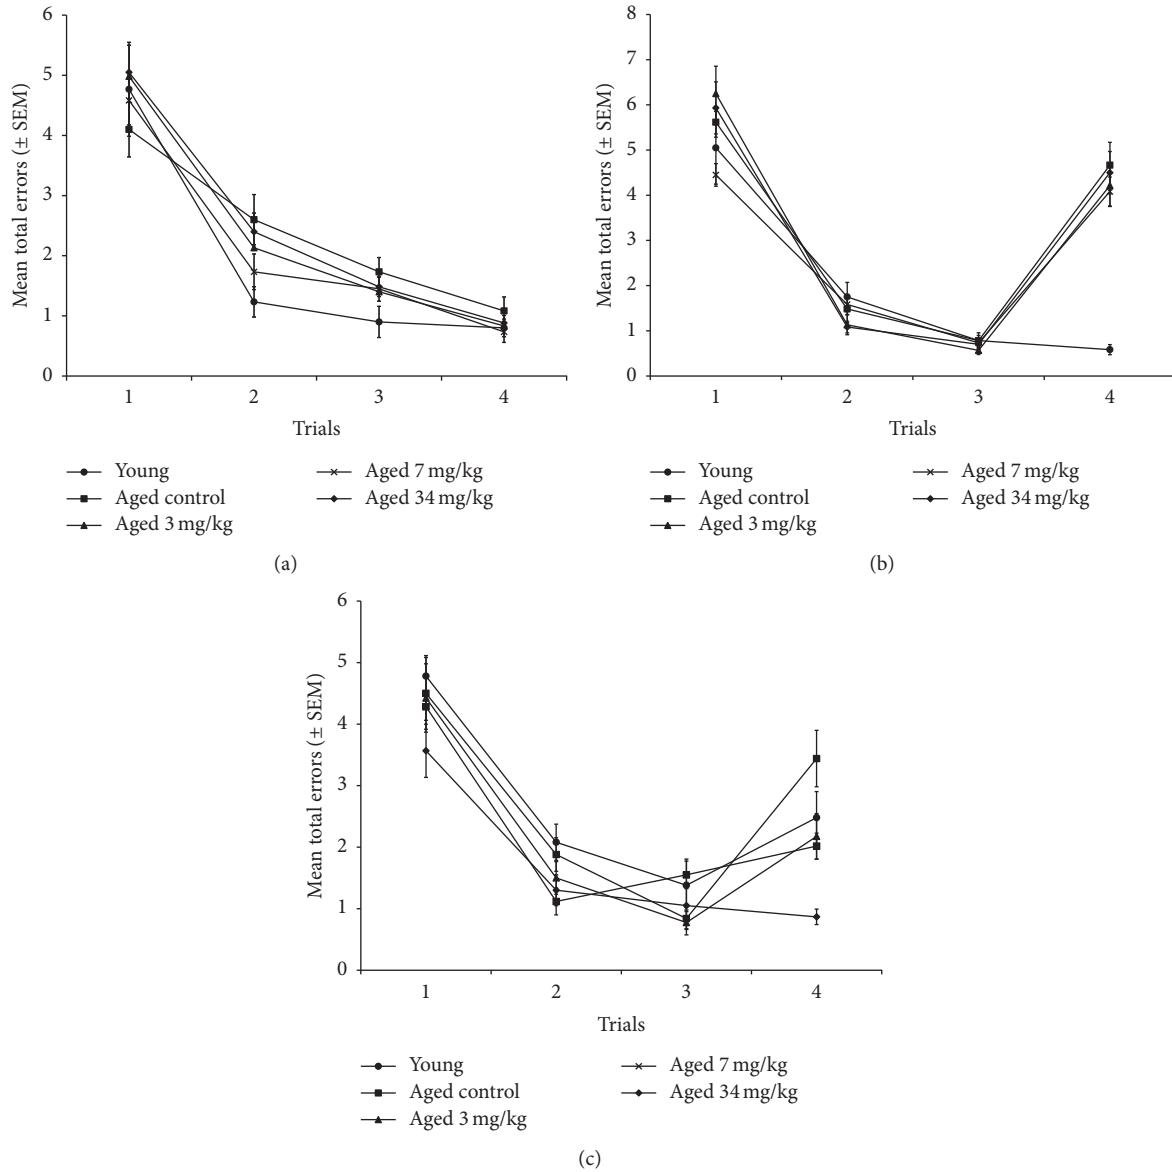 6
5
4
3
2
1
0
Mean total errors (± SEM)
1 2 3 4
Trials
Young
Aged control
Aged 3 mg/kg
Aged 7 mg/kg
Aged 34 mg/kg
(a)
8
7
6
5
4
3
2
1
0
Mean total errors (± SEM)
1 2 3 4
Trials
Young
Aged control
Aged 3 mg/kg
Aged 7 mg/kg
Aged 34 mg/kg
(b)
6
5
4
3
2
1
0
Mean total errors (± SEM)
1 2 3 4
Trials
Young
Aged control
Aged 3 mg/kg
Aged 7 mg/kg
Aged 34 mg/kg
(c)